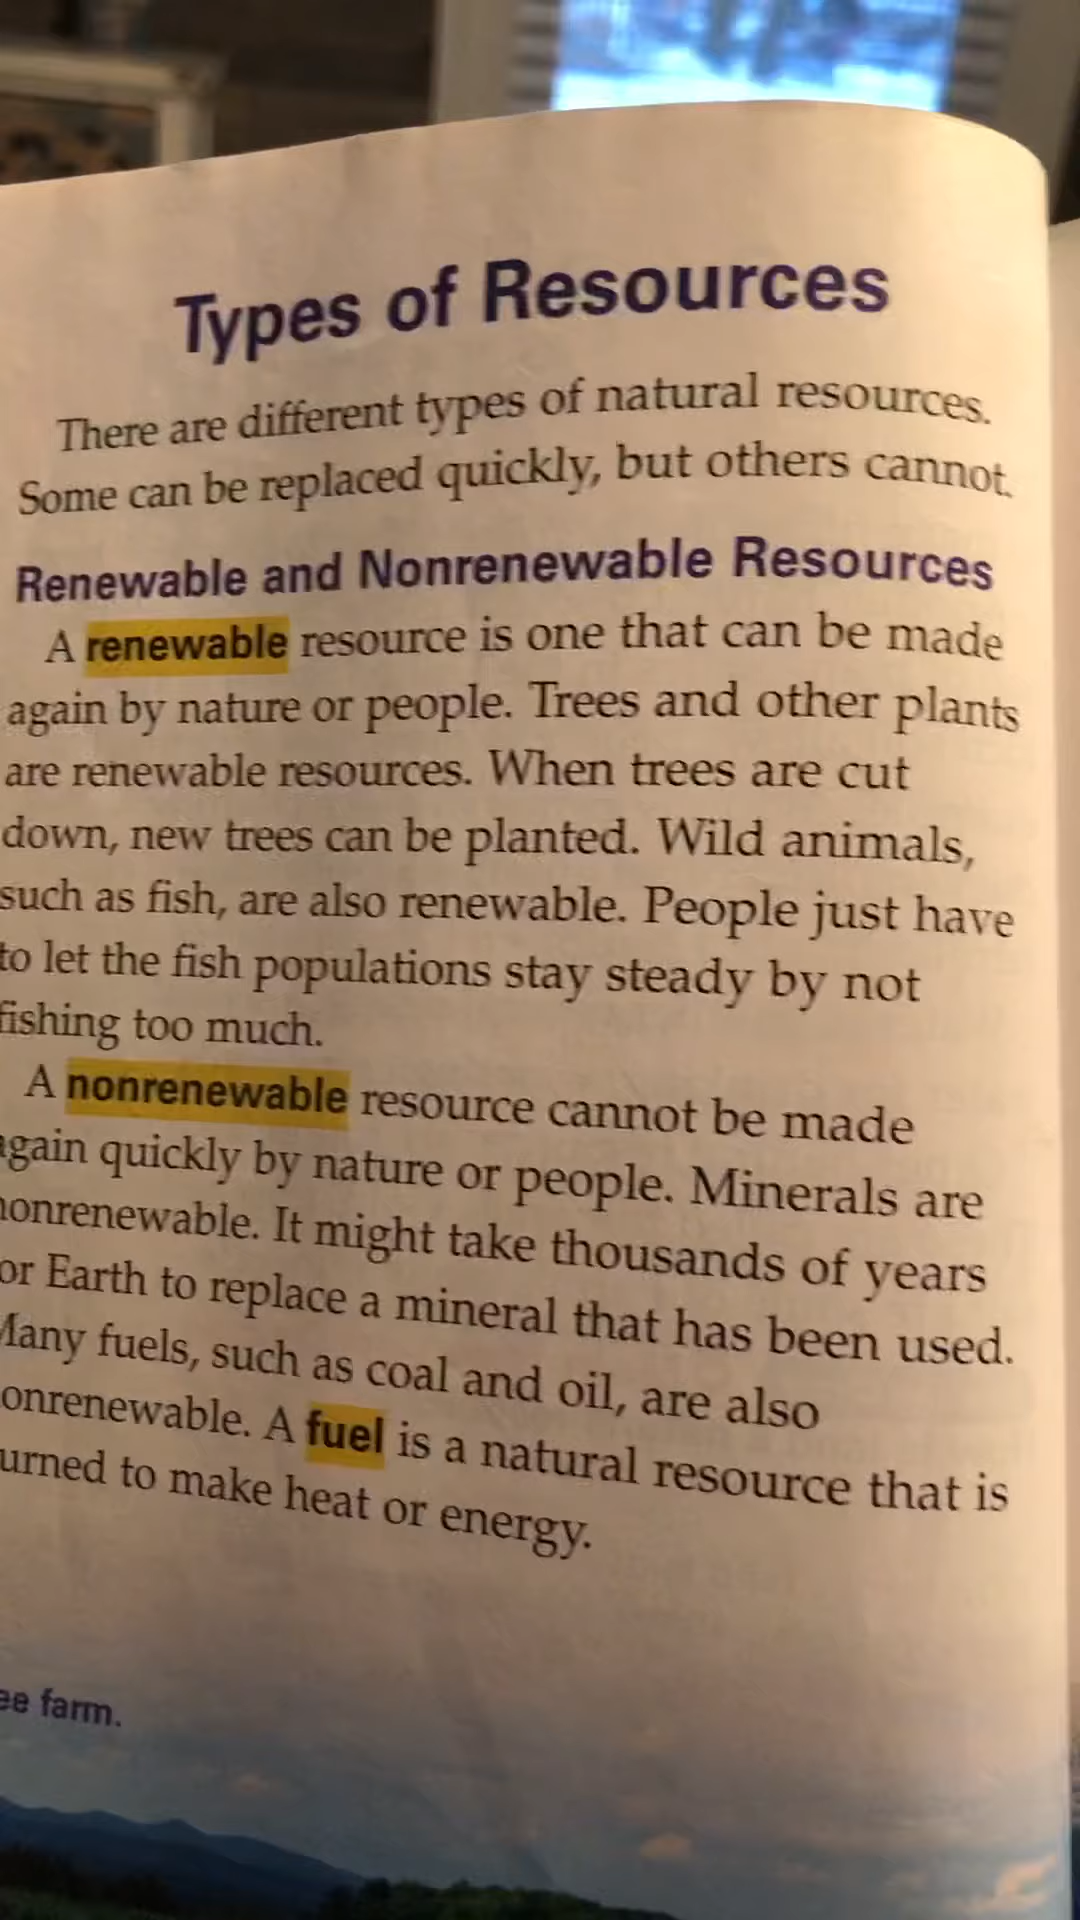 Types of Resources
There are different types of natural resources.
Some can be replaced quickly, but others cannot.
Renewable and Nonrenewable Resources
A renewable resource is one that can be made
again by nature or people. Trees and other plants
are renewable resources. When trees are cut
down, new trees can be planted. Wild animals,
such as fish, are also renewable. People just have
to let the fish populations stay steady by not
fishing too much.
A nonrenewable resource cannot be made
again quickly by nature or people. Minerals are
nonrenewable. It might take thousands of years
or Earth to replace a mineral that has been used.
Many fuels, such as coal and oil, are also
onrenewable. A fuel is a natural resource that is
urned to make heat or energy.
ee farm.